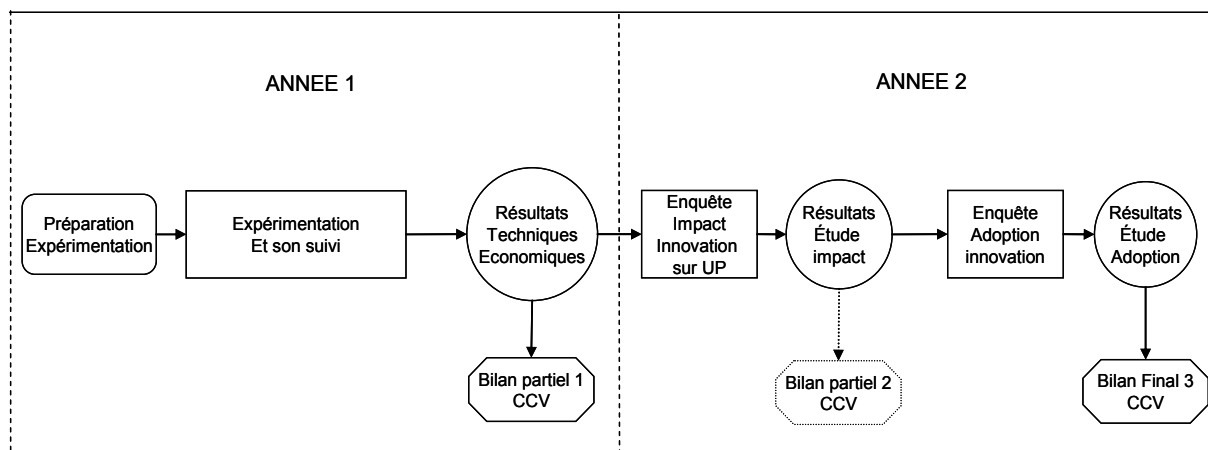 ANNEE 1
ANNEE 2
Préparation
Expérimentation
Expérimentation
Et son suivi
Résultats
Techniques
Economiques
Enquête
Impact
Innovation
sur UP
Résultats
Étude
impact
Enquête
Adoption
innovation
Résultats
Étude
Adoption
Bilan partiel 1
CCV
Bilan partiel 2
CCV
Bilan Final 3
CCV